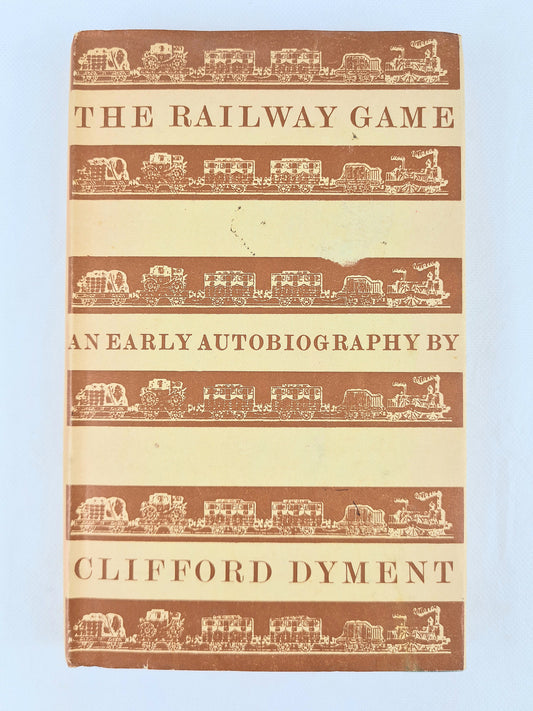 THE RAILWAY GAME
AN EARLY AUTOBIOGRAPHY BY
CLIFFORD DYMENT